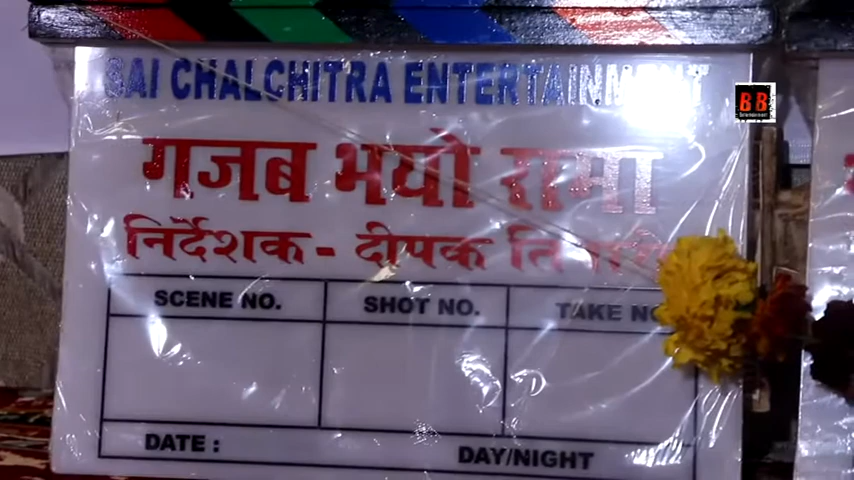 SAI CHALCHITRA ENTERTAINMENT
BB
गजब भयो रामा
निर्देशक - दीपक तिवारी
SCENE NO. SHOT NO. TAKE NO.
DATE : DAY/NIGHT